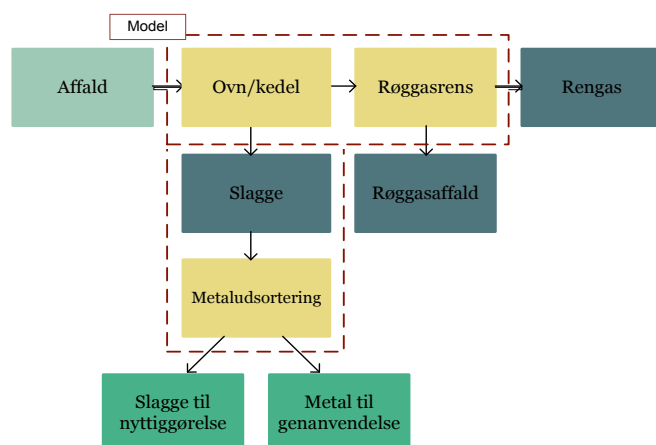 Model
Affald
Ovn/kedel
Røggasrens
Rengas
Slagge
Røggasaffald
Metaludsortering
Slagge til
nyttiggørelse
Metal til
genanvendelse